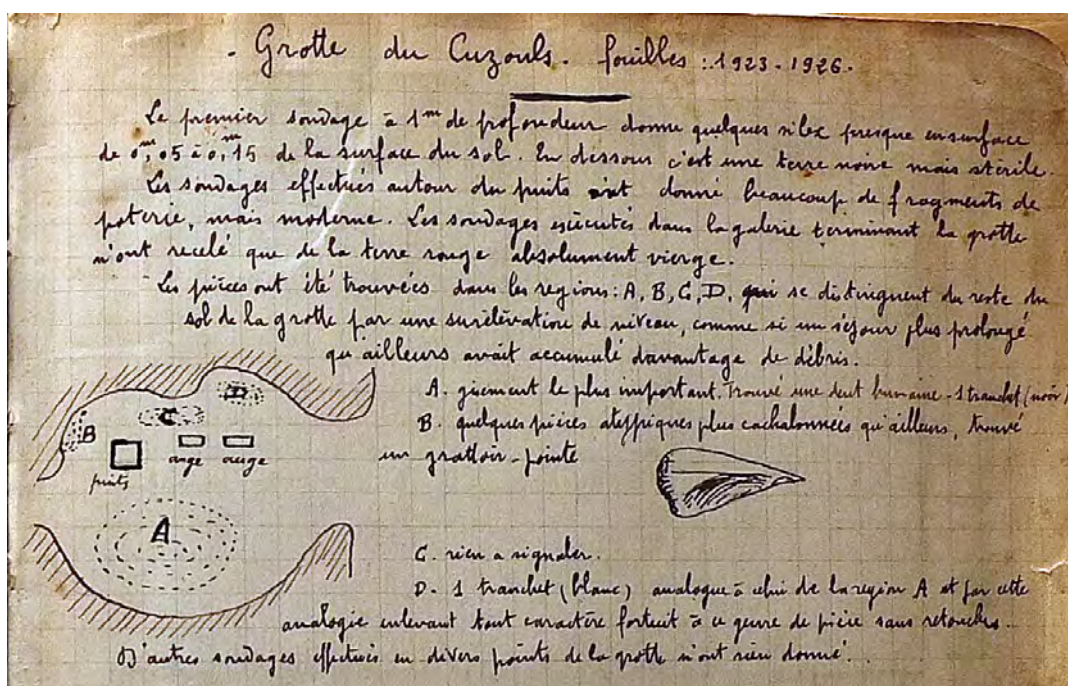 - Grotte du Cuzouls. fouilles : 1923 - 1926.
Le premier sondage à 1m de profondeur donne quelques silex presque en surface
de 0m,05 à 0m,15 de la surface du sol. En dessous c'est une terre noire mais stérile.
Les sondages effectués autour du puits ont donné beaucoup de fragments de
poterie, mais moderne. Les sondages exécutés dans la galerie terminant la grotte
n'ont recelé que de la terre rouge absolument vierge.
Les pièces ont été trouvées dans les regions : A, B, C, D, qui se distinguent du reste du
sol de la grotte par une surélévation de niveau, comme si un séjour plus prolongé
qu'ailleurs avait accumulé davantage de débris.
A. gisement le plus important. Trouvé une dent humaine - 1 tranchet (noir)
B. quelques pièces atypiques plus cacholonnées qu'ailleurs, trouvé
un grattoir-pointe
D
C
B
puits
auge
auge
A
C. rien a signaler.
D. 1 tranchet (blanc) analogue à celui de la region A et par cette
analogie enlevant tout caractère fortuit à ce genre de pièce sans retouches.
D'autres sondages effectués en divers points de la grotte n'ont rien donné.